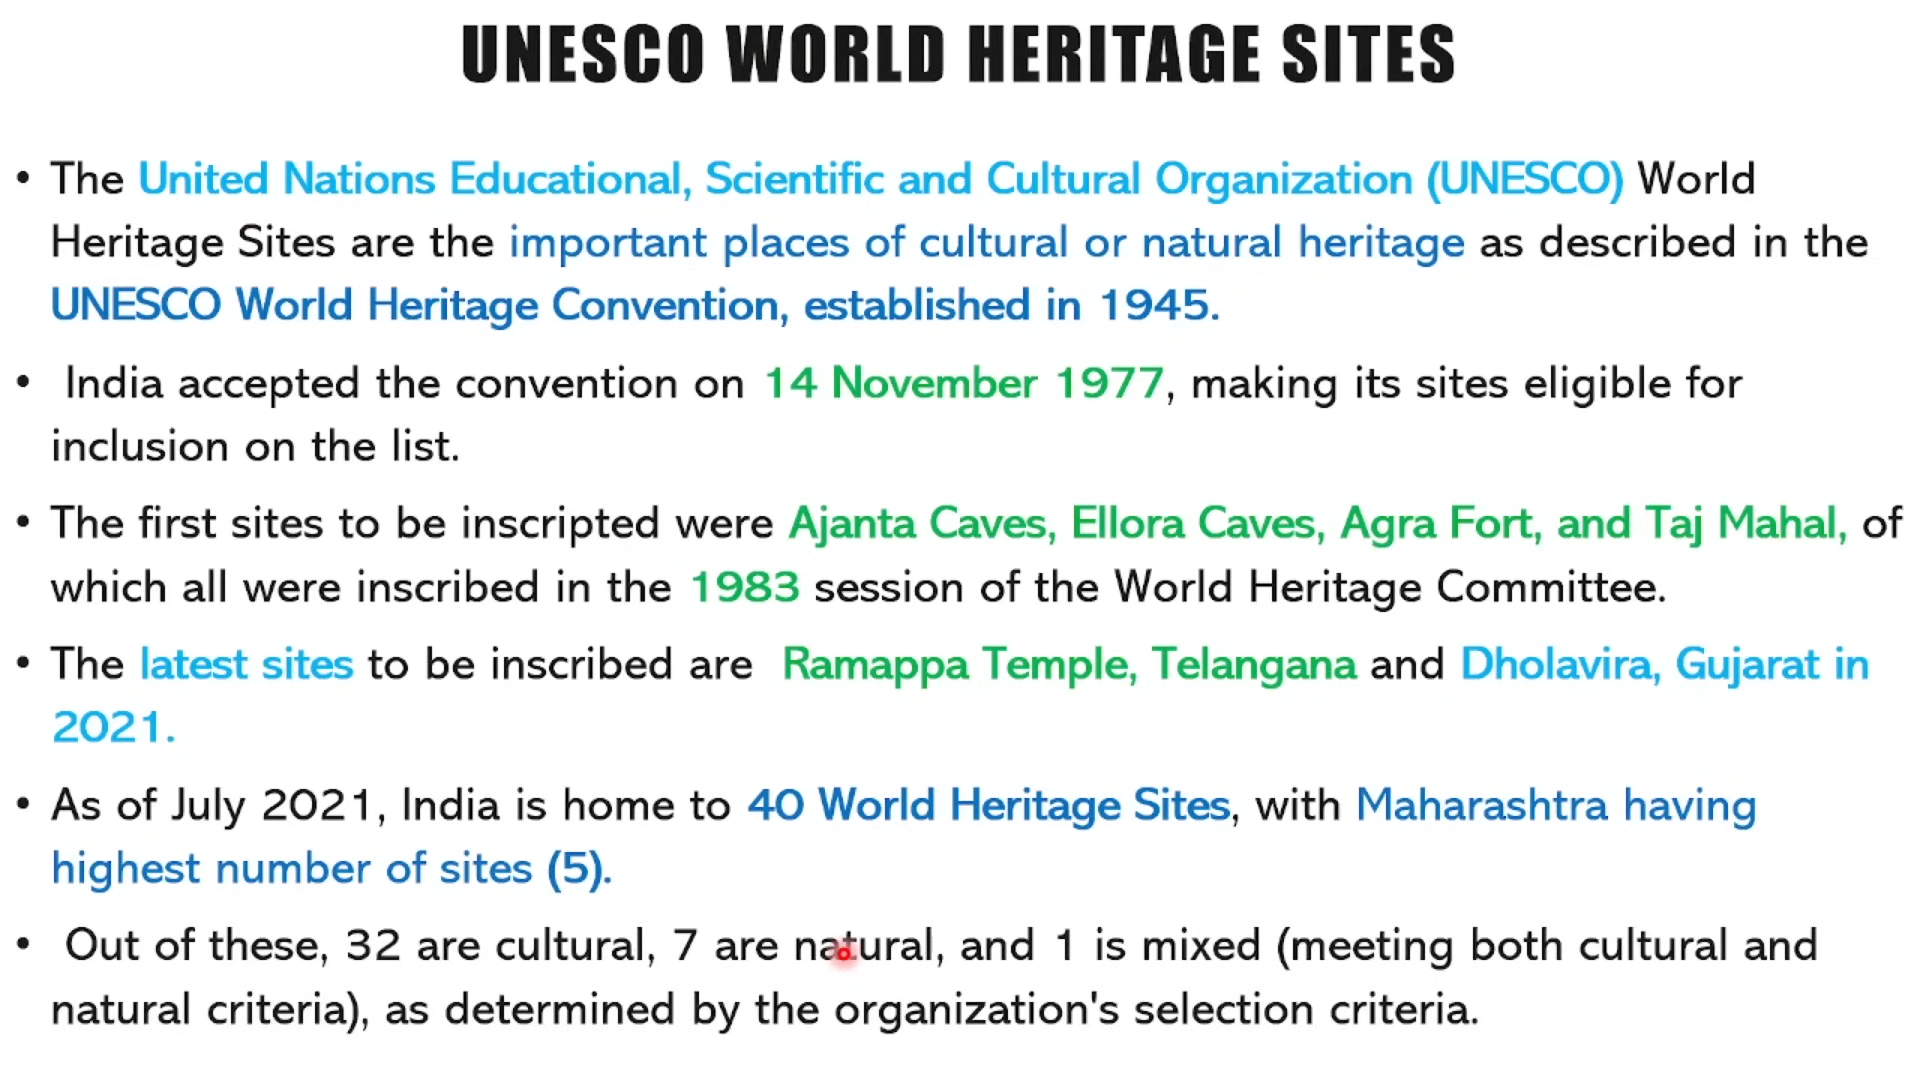 UNESCO WORLD HERITAGE SITES
• The United Nations Educational, Scientific and Cultural Organization (UNESCO) World
Heritage Sites are the important places of cultural or natural heritage as described in the
UNESCO World Heritage Convention, established in 1945.
• India accepted the convention on 14 November 1977, making its sites eligible for
inclusion on the list.
• The first sites to be inscripted were Ajanta Caves, Ellora Caves, Agra Fort, and Taj Mahal, of
which all were inscribed in the 1983 session of the World Heritage Committee.
• The latest sites to be inscribed are Ramappa Temple, Telangana and Dholavira, Gujarat in
2021.
• As of July 2021, India is home to 40 World Heritage Sites, with Maharashtra having
highest number of sites (5).
• Out of these, 32 are cultural, 7 are natural, and 1 is mixed (meeting both cultural and
natural criteria), as determined by the organization's selection criteria.